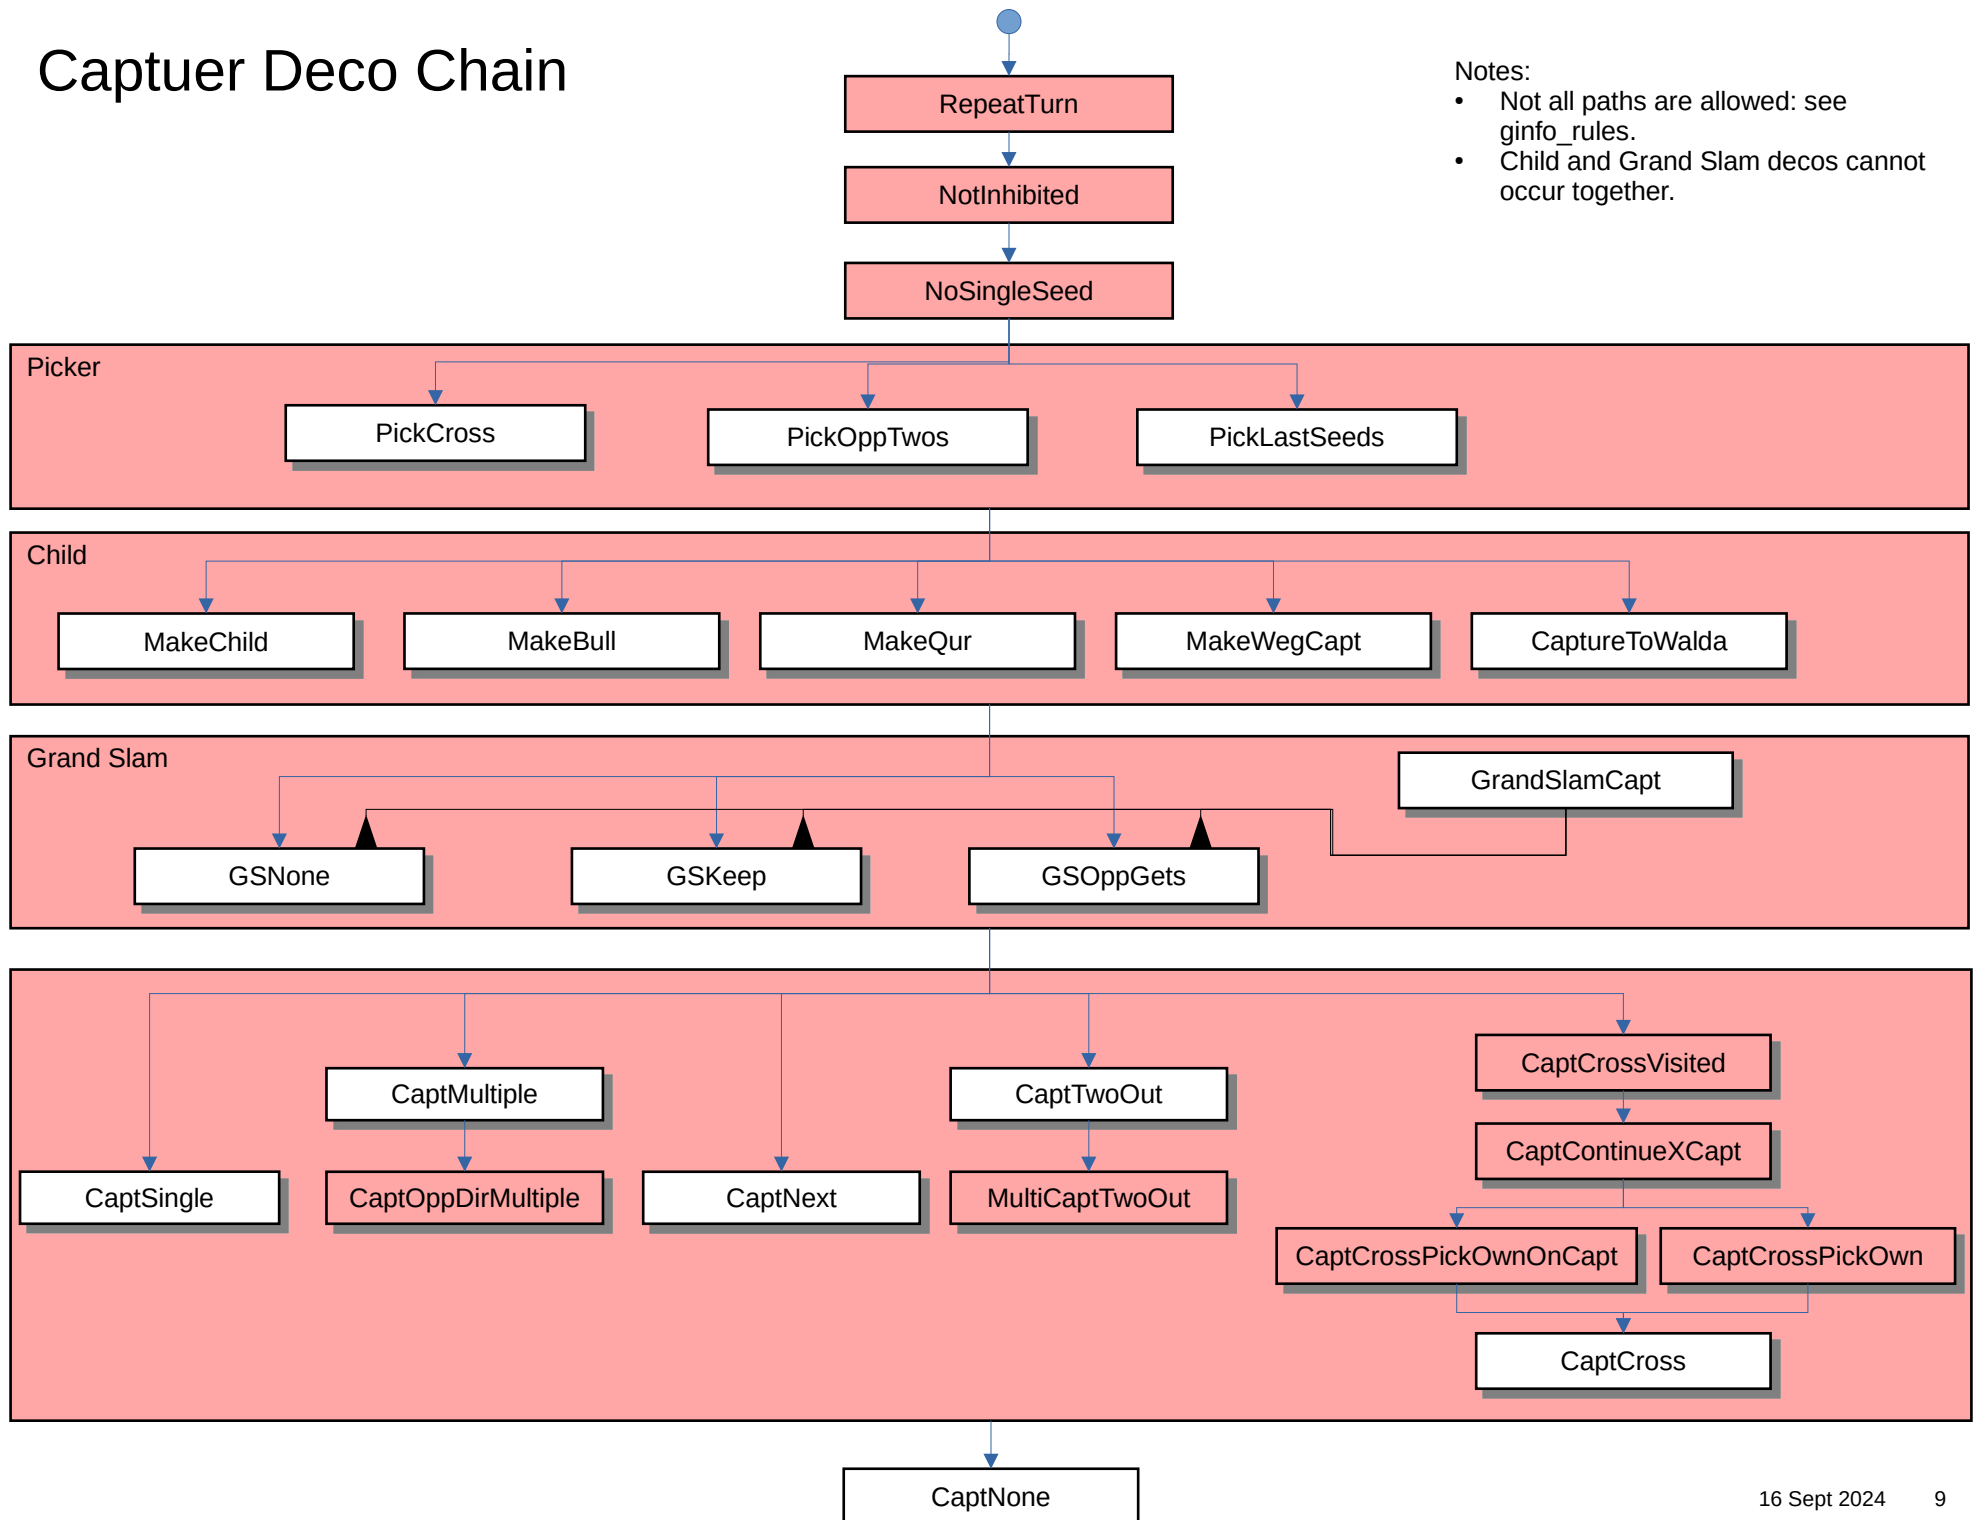 Captuer Deco Chain
Notes:
• Not all paths are allowed: see
ginfo_rules.
• Child and Grand Slam decos cannot
occur together.
RepeatTurn
NotInhibited
NoSingleSeed
Picker
PickCross
PickOppTwos
PickLastSeeds
Child
MakeChild
MakeBull
MakeQur
MakeWegCapt
CaptureToWalda
Grand Slam
GrandSlamCapt
GSNone
GSKeep
GSOppGets
CaptCrossVisited
CaptMultiple
CaptTwoOut
CaptContinueXCapt
CaptSingle
CaptOppDirMultiple
CaptNext
MultiCaptTwoOut
CaptCrossPickOwnOnCapt
CaptCrossPickOwn
CaptCross
CaptNone
16 Sept 2024
9